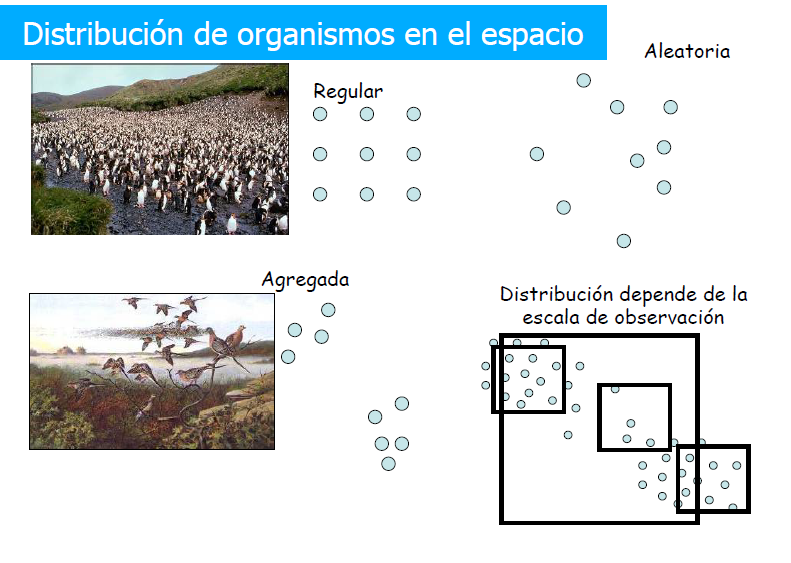 Distribución de organismos en el espacio
Aleatoria
Regular
Agregada
Distribución depende de la
escala de observación